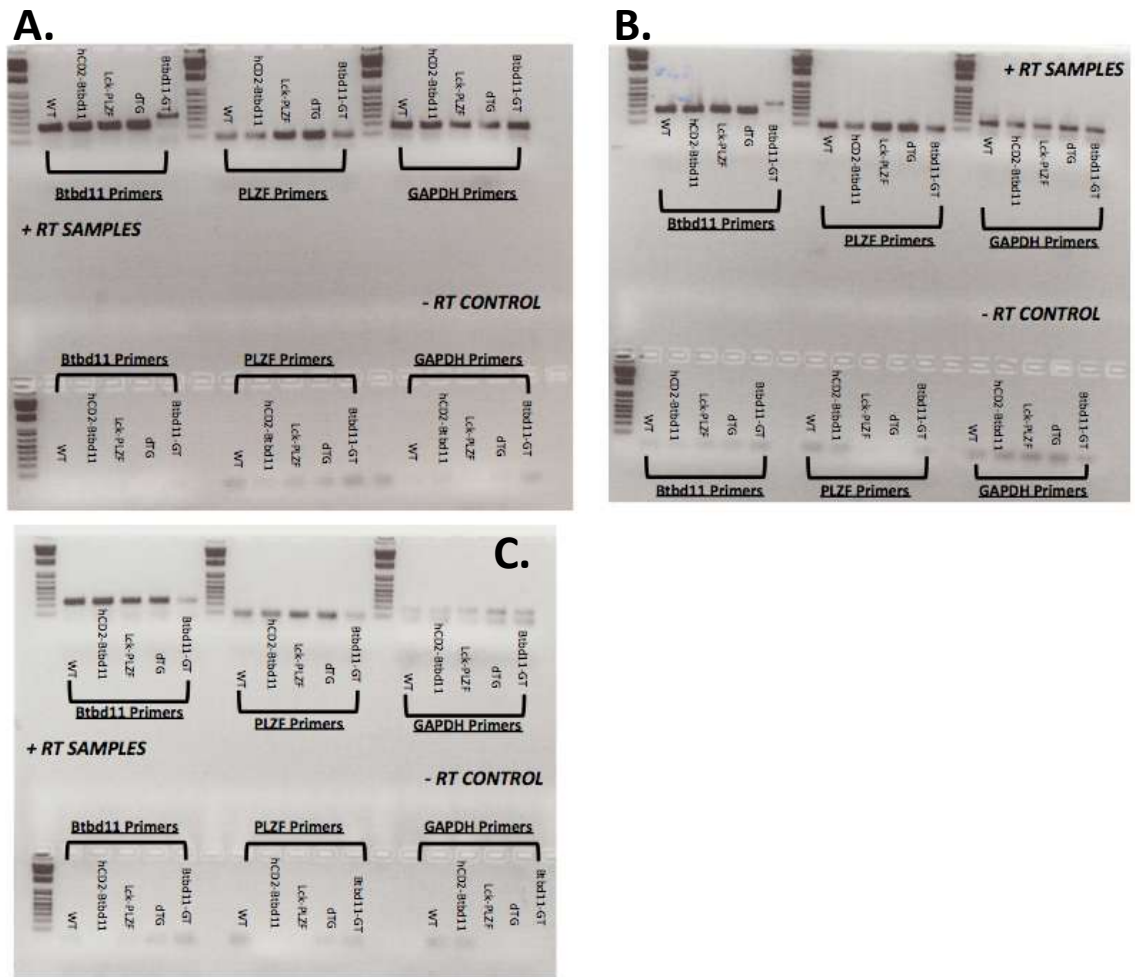 A.
WT
hCD2-Btbd11
Lck-PLZF
dTG
Btbd11-GT
WT
hCD2-Btbd11
Lck-PLZF
dTG
Btbd11-GT
WT
hCD2-Btbd11
Lck-PLZF
dTG
Btbd11-GT
Btbd11 Primers
PLZF Primers
GAPDH Primers
+ RT SAMPLES
- RT CONTROL
Btbd11 Primers
PLZF Primers
GAPDH Primers
WT
hCD2-Btbd11
Lck-PLZF
dTG
Btbd11-GT
WT
hCD2-Btbd11
Lck-PLZF
dTG
Btbd11-GT
WT
hCD2-Btbd11
Lck-PLZF
dTG
Btbd11-GT
B.
+ RT SAMPLES
WT
hCD2-Btbd11
Lck-PLZF
dTG
Btbd11-GT
WT
hCD2-Btbd11
Lck-PLZF
dTG
Btbd11-GT
WT
hCD2-Btbd11
Lck-PLZF
dTG
Btbd11-GT
Btbd11 Primers
PLZF Primers
GAPDH Primers
- RT CONTROL
WT
hCD2-Btbd11
Lck-PLZF
dTG
Btbd11-GT
WT
hCD2-Btbd11
Lck-PLZF
dTG
Btbd11-GT
WT
hCD2-Btbd11
Lck-PLZF
dTG
Btbd11-GT
Btbd11 Primers
PLZF Primers
GAPDH Primers
C.
WT
hCD2-Btbd11
Lck-PLZF
dTG
Btbd11-GT
WT
hCD2-Btbd11
Lck-PLZF
dTG
Btbd11-GT
WT
hCD2-Btbd11
Lck-PLZF
dTG
Btbd11-GT
Btbd11 Primers
PLZF Primers
GAPDH Primers
+ RT SAMPLES
- RT CONTROL
Btbd11 Primers
PLZF Primers
GAPDH Primers
WT
hCD2-Btbd11
Lck-PLZF
dTG
Btbd11-GT
WT
hCD2-Btbd11
Lck-PLZF
dTG
Btbd11-GT
WT
hCD2-Btbd11
Lck-PLZF
dTG
Btbd11-GT